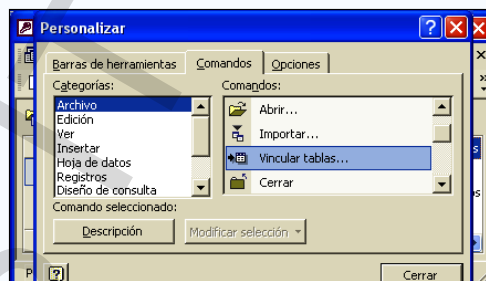 Personalizar
Barras de herramientas Comandos Opciones
Categorías: Comandos:
Archivo
Edición
Ver
Insertar
Hoja de datos
Registros
Diseño de consulta
Abrir...
Importar...
Vincular tablas...
Cerrar
Comando seleccionado:
Descripción Modificar selección
Cerrar